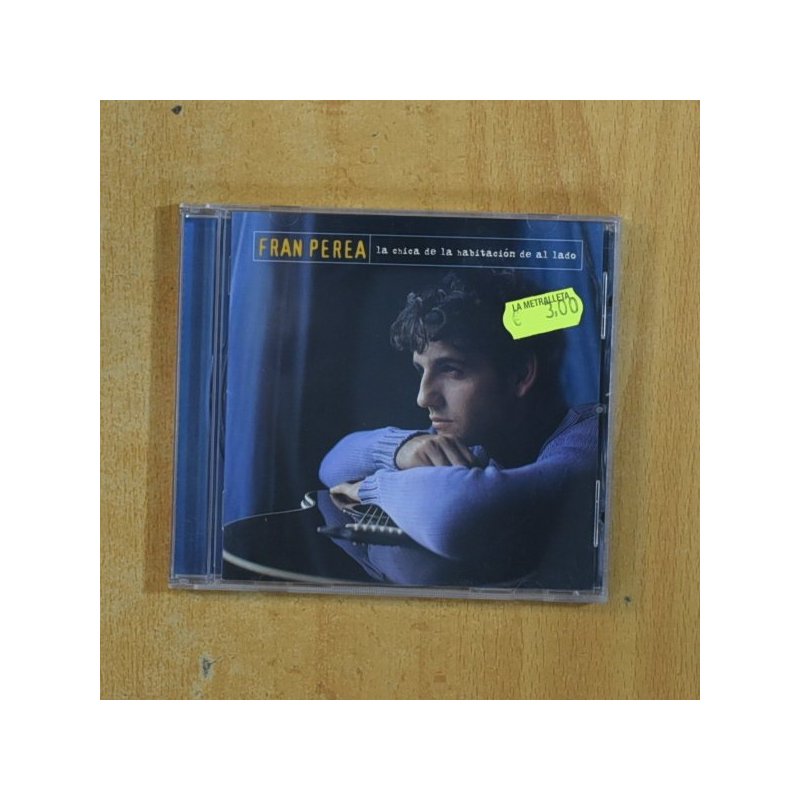 FRAN PEREA la chica de la habitación de al lado
LA METRALLETA
€ 3,00